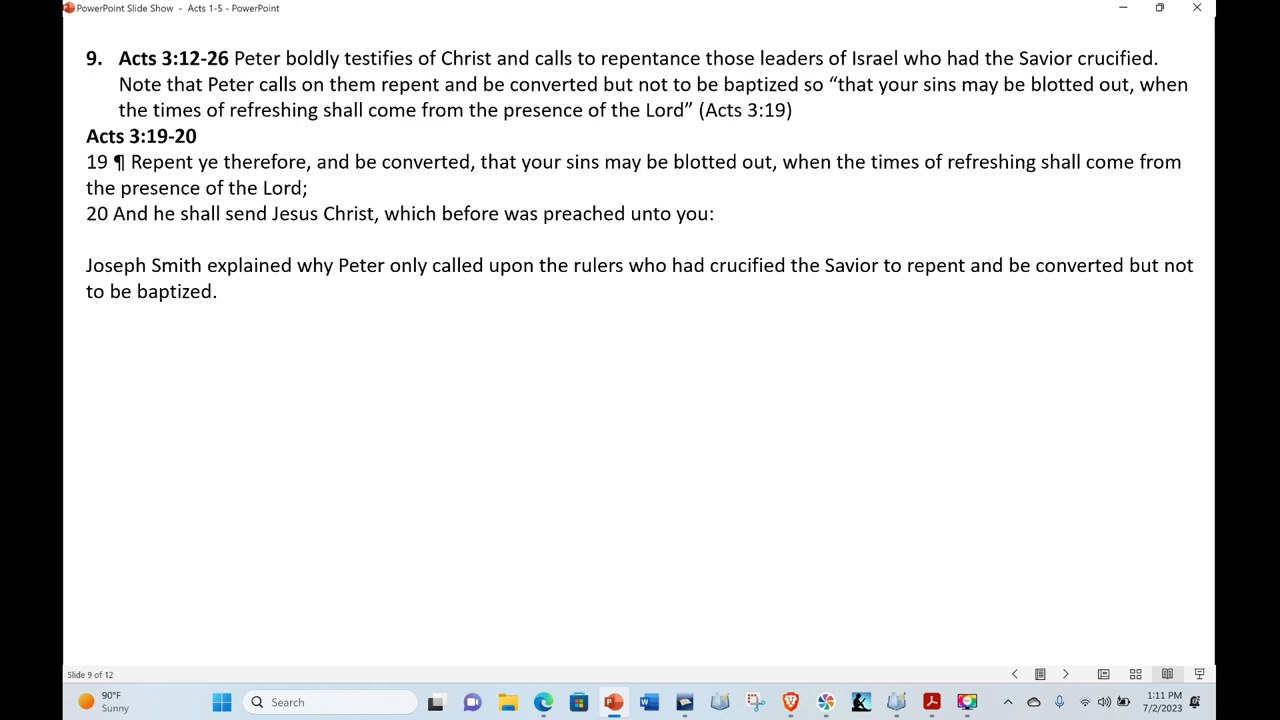 PowerPoint Slide Show - Acts 1-5 - PowerPoint
9. Acts 3:12-26 Peter boldly testifies of Christ and calls to repentance those leaders of Israel who had the Savior crucified.
Note that Peter calls on them repent and be converted but not to be baptized so “that your sins may be blotted out, when
the times of refreshing shall come from the presence of the Lord” (Acts 3:19)
Acts 3:19-20
19 ¶ Repent ye therefore, and be converted, that your sins may be blotted out, when the times of refreshing shall come from
the presence of the Lord;
20 And he shall send Jesus Christ, which before was preached unto you:
Joseph Smith explained why Peter only called upon the rulers who had crucified the Savior to repent and be converted but not
to be baptized.
Slide 9 of 12
90°F
Sunny
Search
1:11 PM
7/2/2023